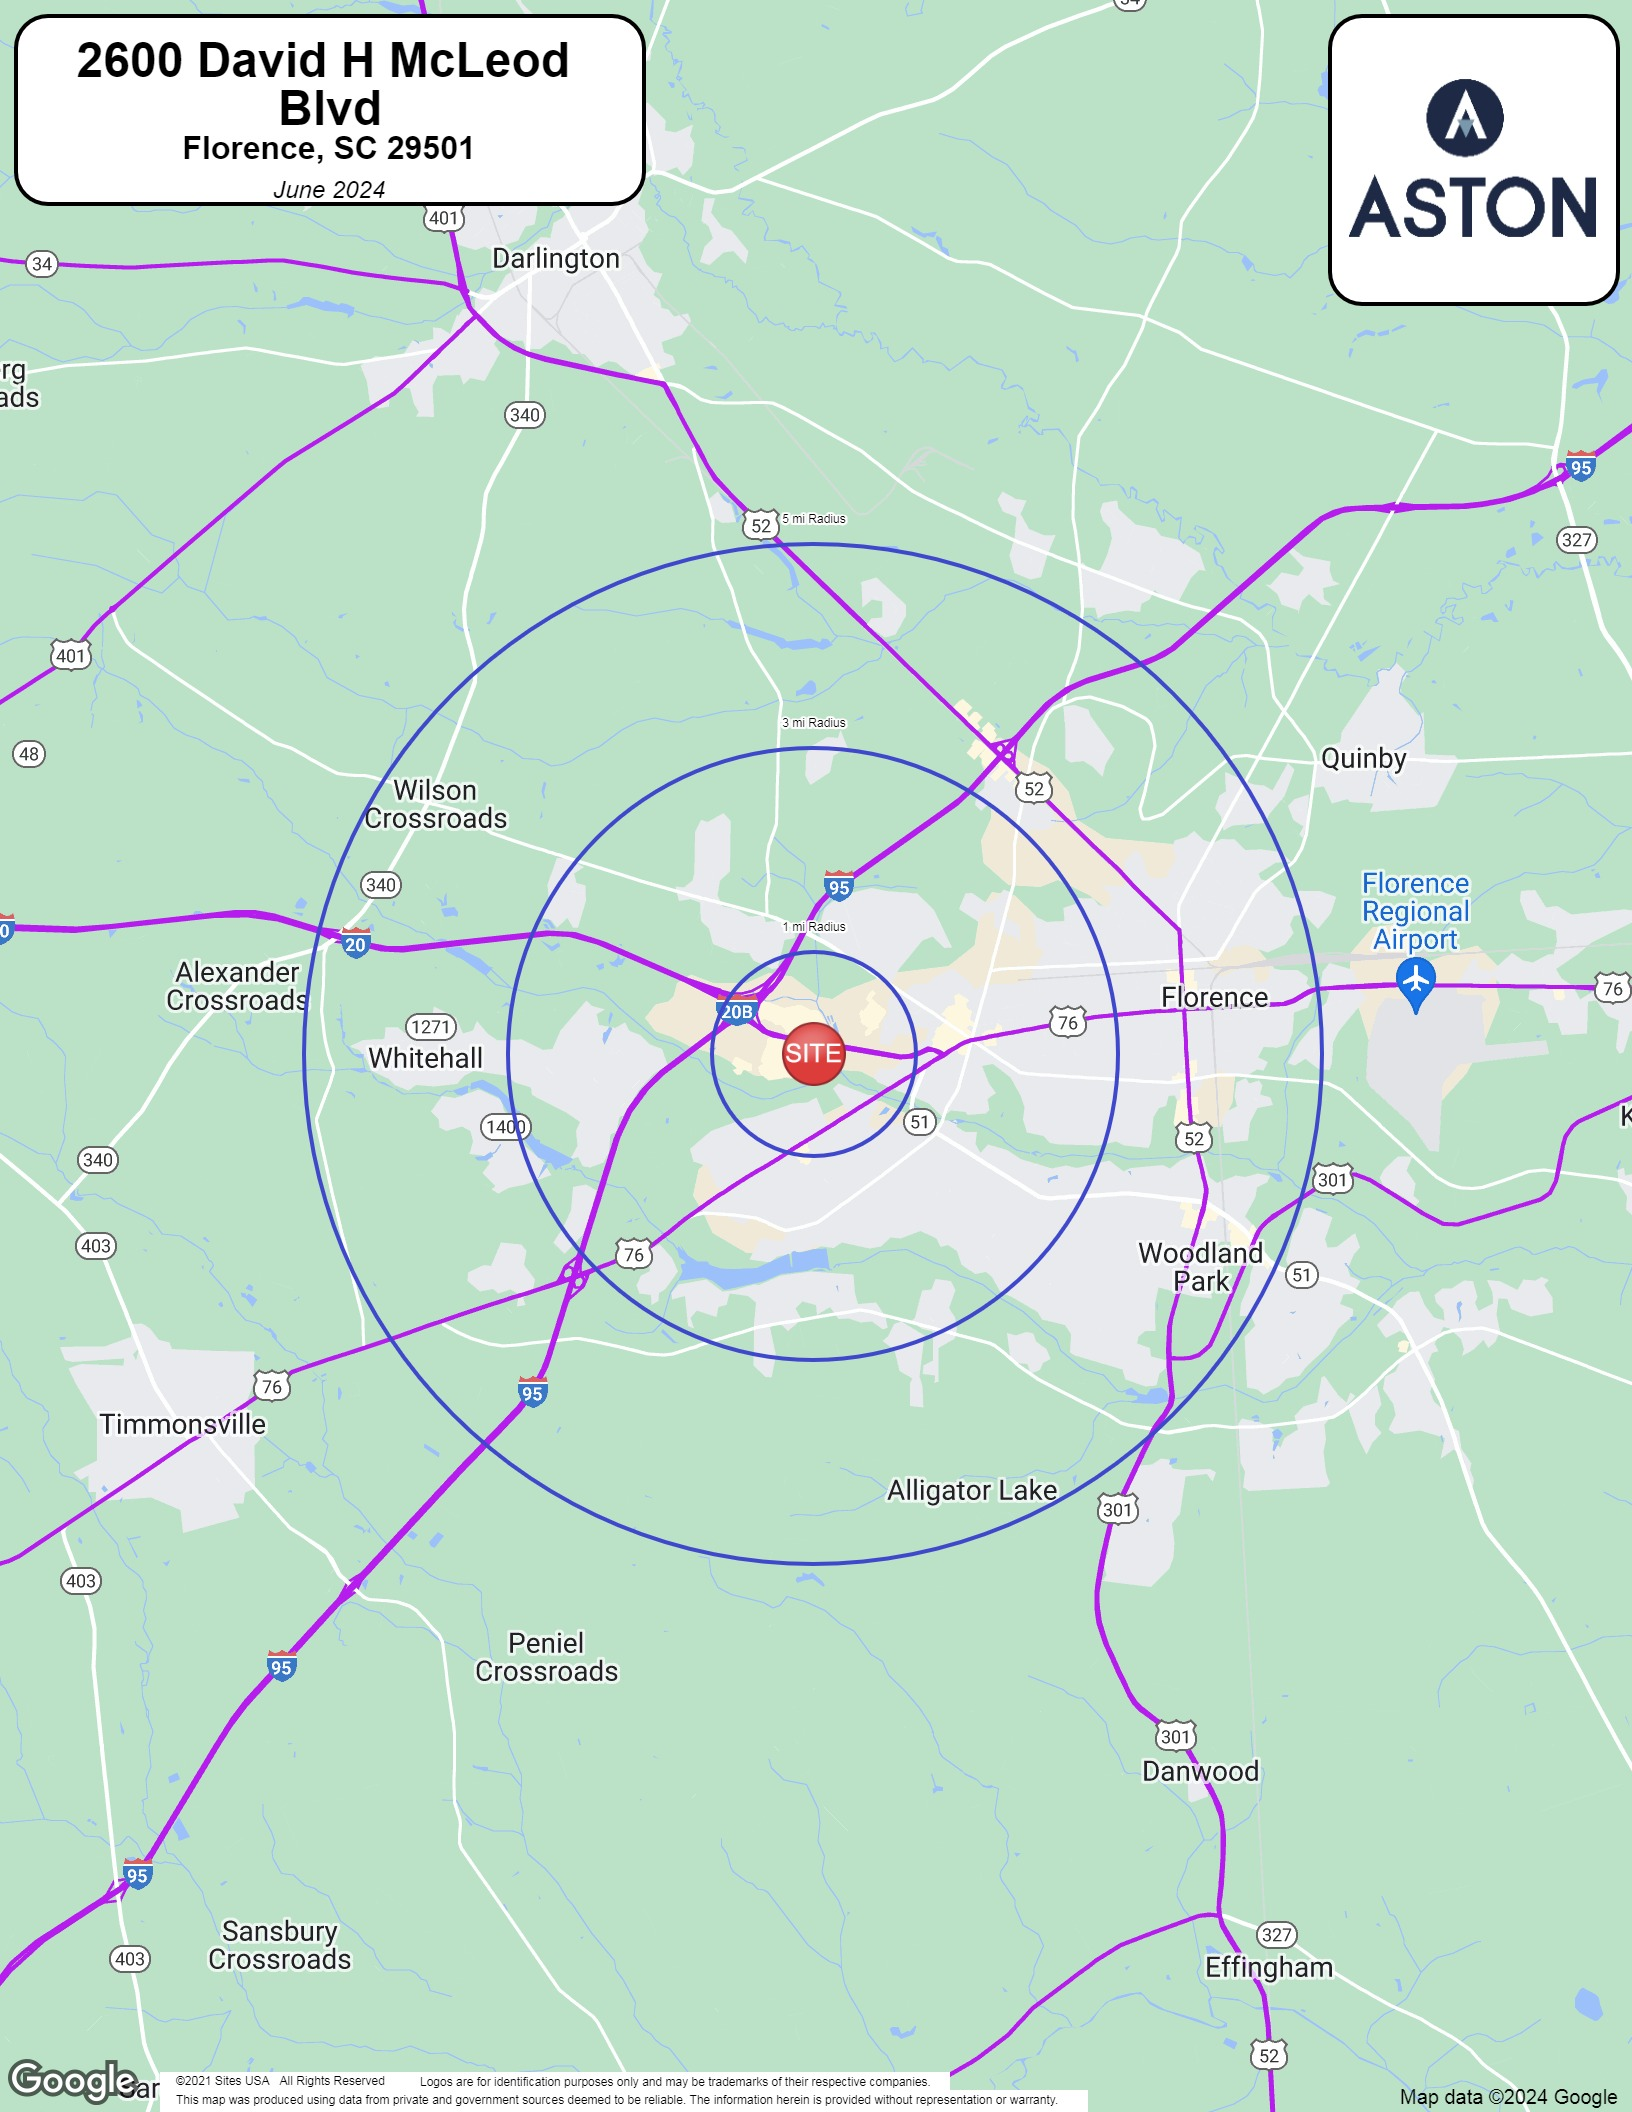 2600 David H McLeod
Blvd
Florence, SC 29501
June 2024
ASTON
34
401
Darlington
34
340
95
52
5 mi Radius
327
401
3 mi Radius
48
Quinby
52
Wilson
Crossroads
340
95
Florence
Regional
Airport
1 mi Radius
20
Alexander
Crossroads
Florence
76
20B
76
1271
SITE
Whitehall
1400
51
52
340
301
403
76
Woodland
Park
51
76
95
Timmonsville
Alligator Lake
301
403
Peniel
Crossroads
95
301
Danwood
95
Sansbury
Crossroads
403
327
Effingham
52
Google
©2021 Sites USA All Rights Reserved Logos are for identification purposes only and may be trademarks of their respective companies.
This map was produced using data from private and government sources deemed to be reliable. The information herein is provided without representation or warranty.
Map data ©2024 Google